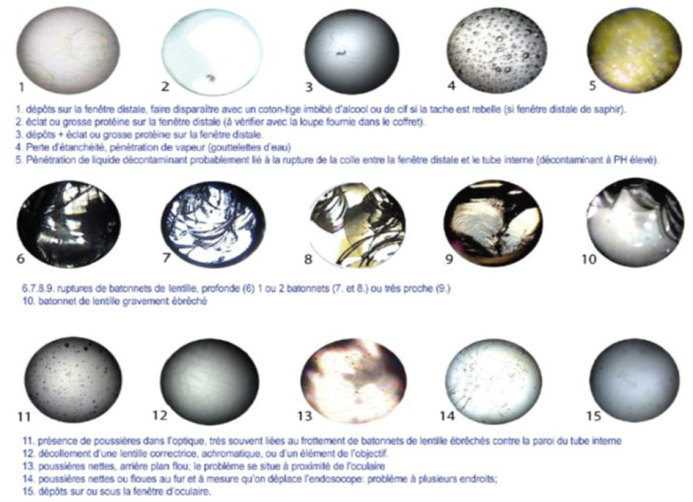 1
2
3
4
5
1. dépôts sur la fenêtre distale, faire disparaître avec un coton-tige imbibé d'alcool ou de cif si la tache est rebelle (si fenêtre distale de saphir).
2. éclat ou grosse protéine sur la fenêtre distale (à vérifier avec la loupe fournie dans le coffret).
3. dépôts + éclat ou grosse protéine sur la fenêtre distale.
4. Perte d'étanchéité, pénétration de vapeur (gouttelettes d'eau)
5. Pénétration de liquide décontaminant probablement lié à la rupture de la colle entre la fenêtre distale et le tube interne (décontaminant à PH élevé).
6
7
8
9
10
6.7.8.9. ruptures de batonnets de lentille, profonde (6) 1 ou 2 batonnets (7. et 8.) ou très proche (9.)
10. batonnet de lentille gravement ébréché
11
12
13
14
15
11. présence de poussières dans l'optique, très souvent liées au frottement de batonnets de lentille ébréchés contre la paroi du tube interne
12. décollement d'une lentille correctrice, achromatique, ou d'un élément de l'objectif.
13. poussières nettes, arrière plan flou; le problème se situe à proximité de l'oculaire
14. poussières nettes ou floues au fur et à mesure qu'on déplace l'endosocope: problème à plusieurs endroits;
15. dépôts sur ou sous la fenêtre d'oculaire.